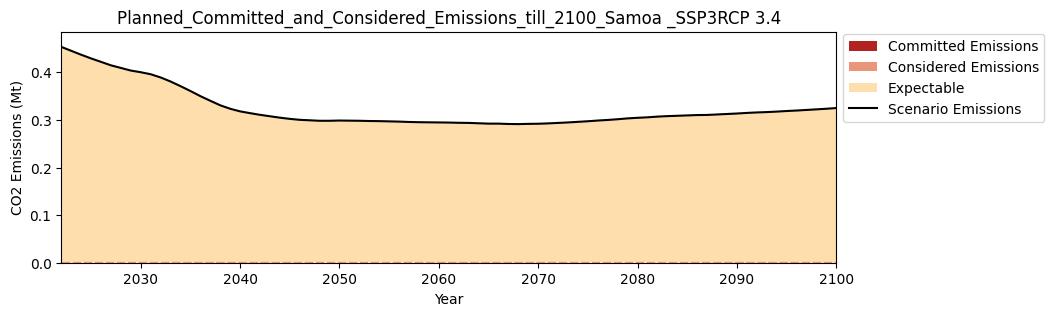 Planned_Committed_and_Considered_Emissions_till_2100_Samoa _SSP3RCP 3.4
Committed Emissions
Considered Emissions
Expectable
Scenario Emissions
CO2 Emissions (Mt)
0.4
0.3
0.2
0.1
0.0
2030 2040 2050 2060 2070 2080 2090 2100
Year